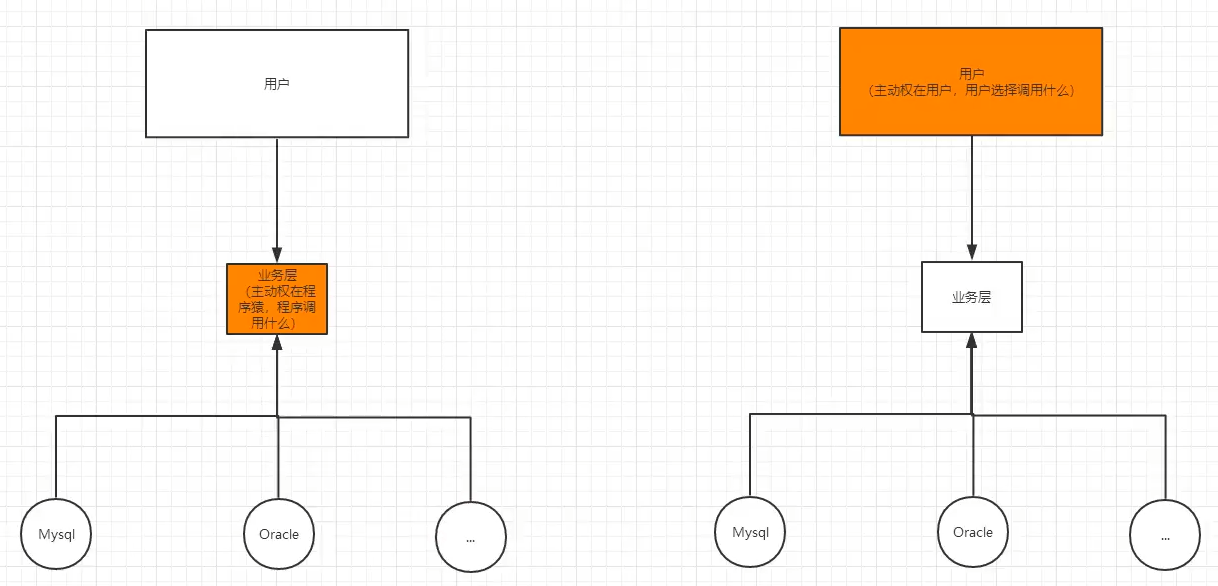 用户
业务层
（主动权在程
序猿，程序调
用什么）
Mysql
Oracle
...
用户
（主动权在用户，用户选择调用什么）
业务层
Mysql
Oracle
...